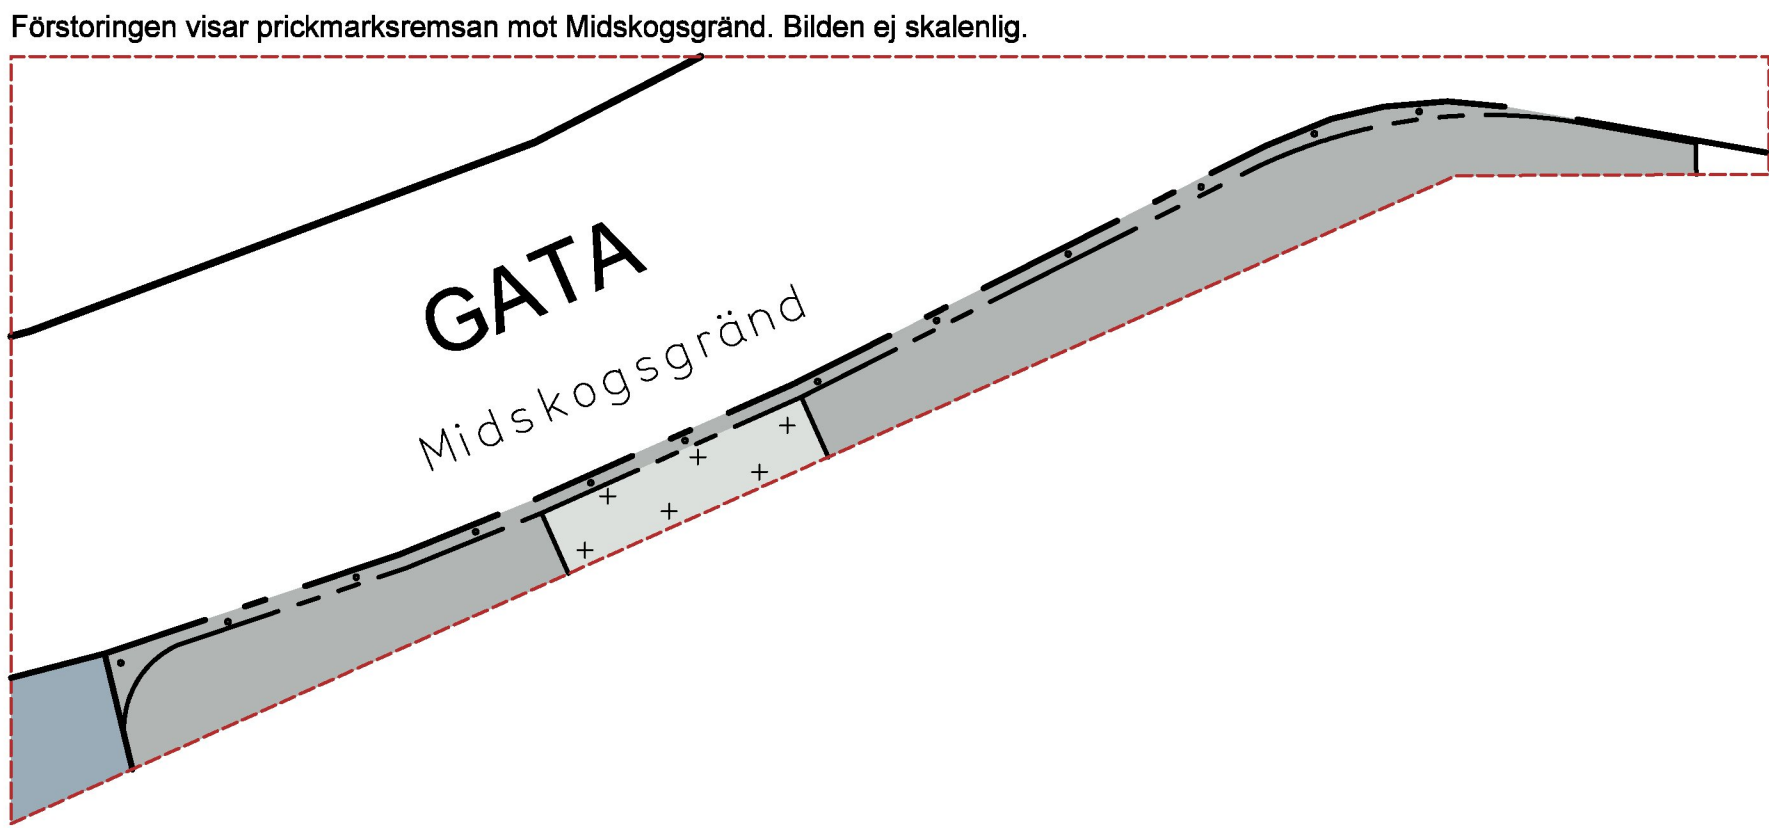 Förstoringen visar prickmarksremsan mot Midskogsgränd. Bilden ej skalenlig.
GATA
Midskogsgränd